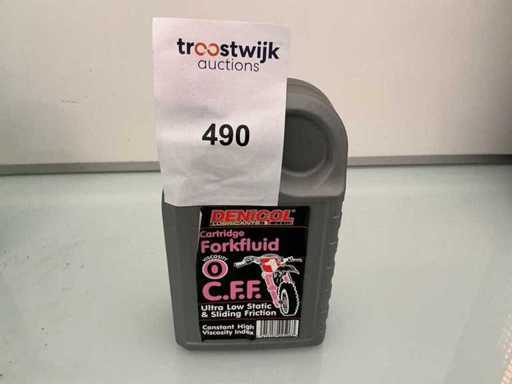 troostwijk
auctions
490
DENICOL
LUBRICANTS
Cartridge
Forkfluid
VISCOSITY
0
C.F.F.
Ultra Low Static
& Sliding Friction
Constant High
Viscosity Index